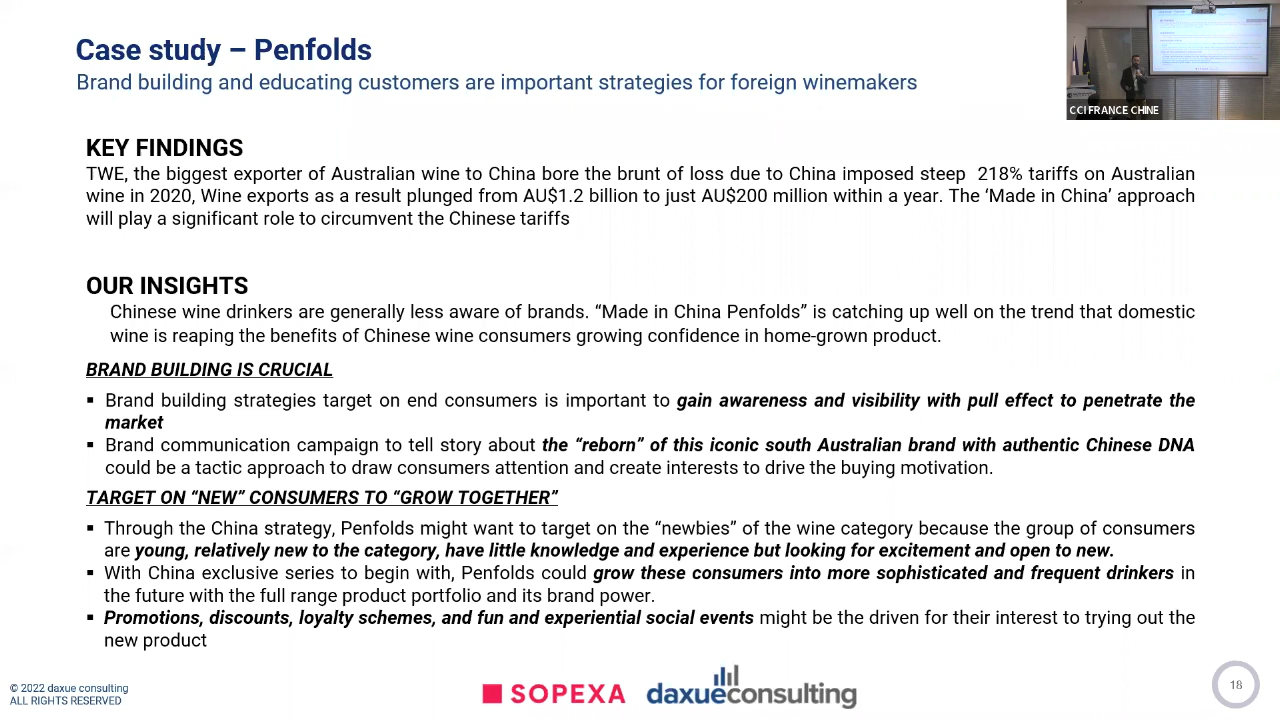 Case study – Penfolds
Brand building and educating customers are important strategies for foreign winemakers
CCI FRANCE CHINE
KEY FINDINGS
TWE, the biggest exporter of Australian wine to China bore the brunt of loss due to China imposed steep 218% tariffs on Australian
wine in 2020, Wine exports as a result plunged from AU$1.2 billion to just AU$200 million within a year. The ‘Made in China’ approach
will play a significant role to circumvent the Chinese tariffs
OUR INSIGHTS
Chinese wine drinkers are generally less aware of brands. “Made in China Penfolds” is catching up well on the trend that domestic
wine is reaping the benefits of Chinese wine consumers growing confidence in home-grown product.
BRAND BUILDING IS CRUCIAL
▪ Brand building strategies target on end consumers is important to gain awareness and visibility with pull effect to penetrate the
market
▪ Brand communication campaign to tell story about the “reborn” of this iconic south Australian brand with authentic Chinese DNA
could be a tactic approach to draw consumers attention and create interests to drive the buying motivation.
TARGET ON “NEW” CONSUMERS TO “GROW TOGETHER”
▪ Through the China strategy, Penfolds might want to target on the “newbies” of the wine category because the group of consumers
are young, relatively new to the category, have little knowledge and experience but looking for excitement and open to new.
▪ With China exclusive series to begin with, Penfolds could grow these consumers into more sophisticated and frequent drinkers in
the future with the full range product portfolio and its brand power.
▪ Promotions, discounts, loyalty schemes, and fun and experiential social events might be the driven for their interest to trying out the
new product
© 2022 daxue consulting
ALL RIGHTS RESERVED
SOPEXA
daxueconsulting
18